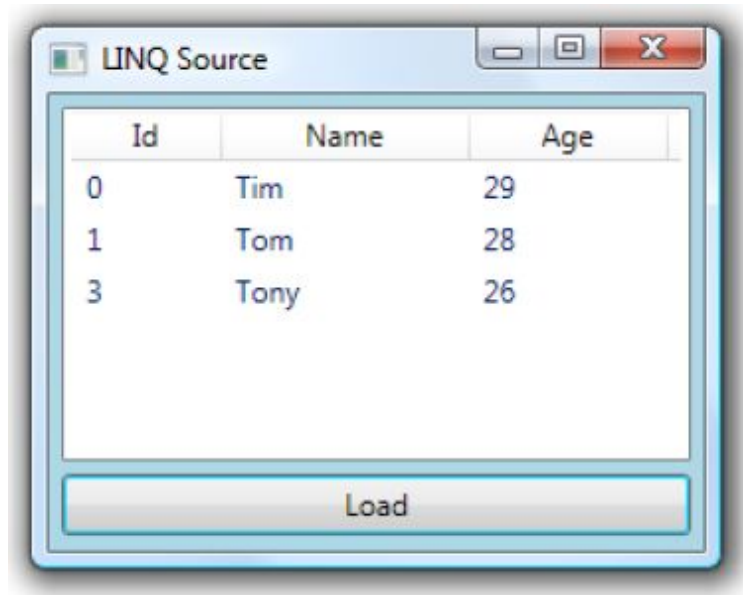 LINQ Source
Id Name Age
0 Tim 29
1 Tom 28
3 Tony 26
Load